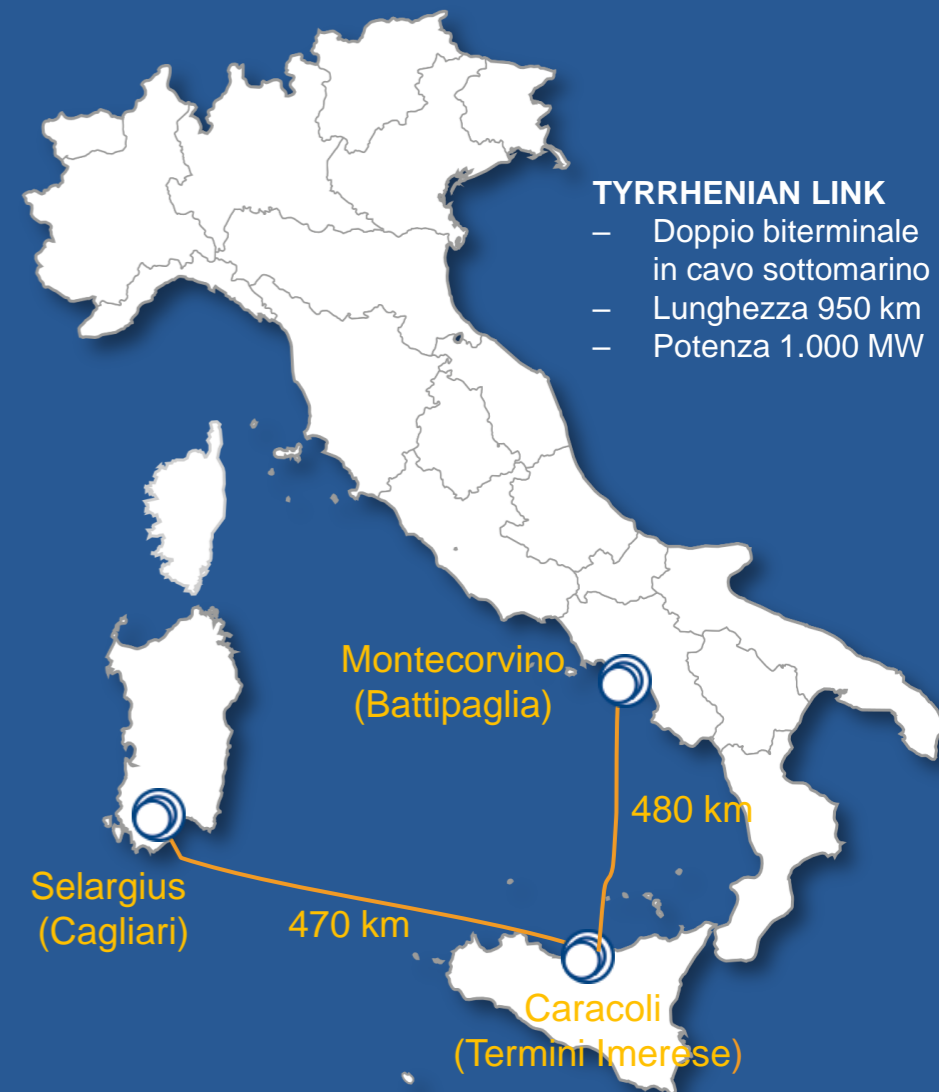 TYRRHENIAN LINK
– Doppio biterminale
in cavo sottomarino
– Lunghezza 950 km
– Potenza 1.000 MW
Montecorvino
(Battipaglia)
480 km
Selargius
(Cagliari)
470 km
Caracoli
(Termini Imerese)